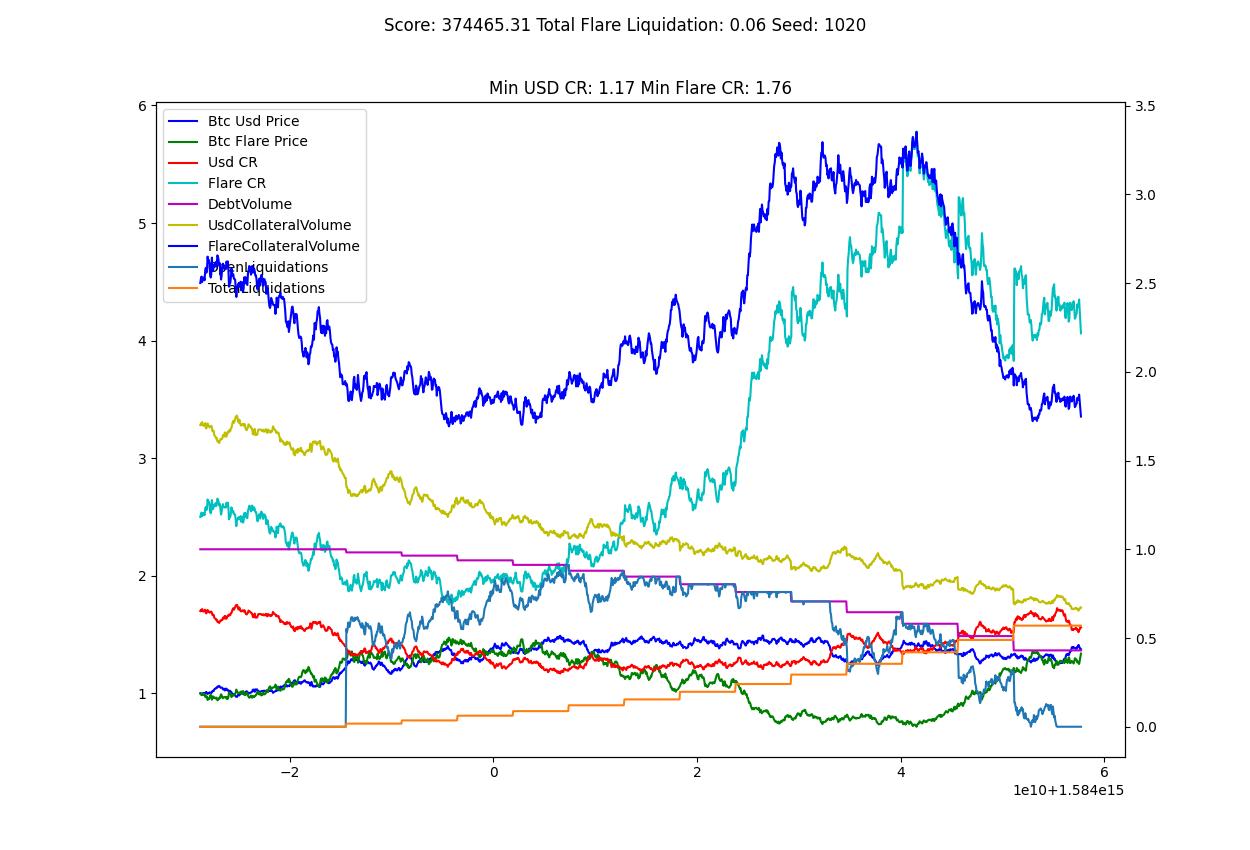 Score: 374465.31 Total Flare Liquidation: 0.06 Seed: 1020
Min USD CR: 1.17 Min Flare CR: 1.76
Btc Usd Price
Btc Flare Price
Usd CR
Flare CR
DebtVolume
UsdCollateralVolume
FlareCollateralVolume
OpenLiquidations
TotalLiquidations
6
5
4
3
2
1
3.5
3.0
2.5
2.0
1.5
1.0
0.5
0.0
−2
0
2
4
6
1e10+1.584e15